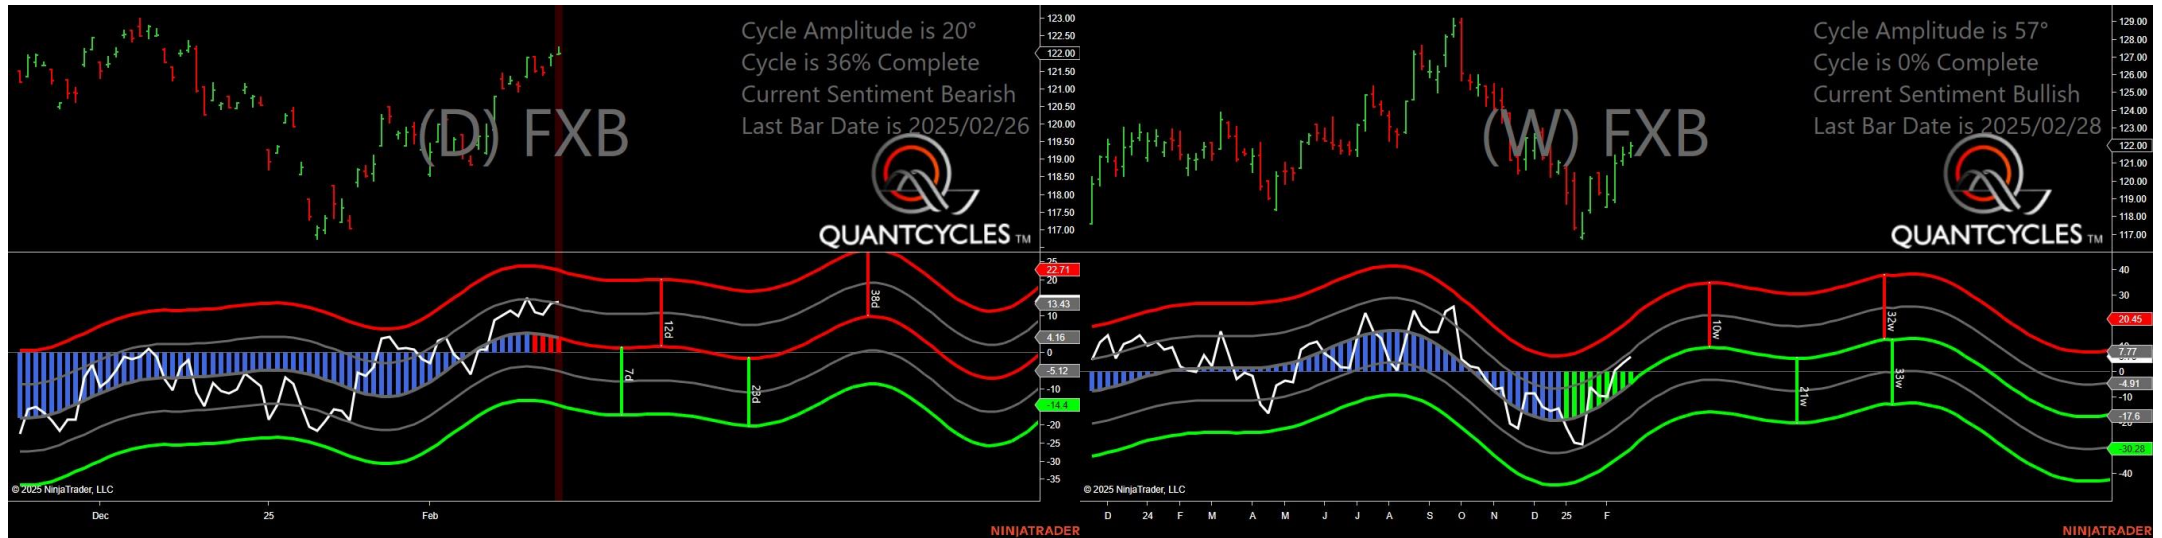 Cycle Amplitude is 20°
Cycle is 36% Complete
Current Sentiment Bearish
Last Bar Date is 2025/02/26
(D) FXB
QUANTCYCLES TM
123.00
122.50
122.00
121.50
121.00
120.50
120.00
119.50
119.00
118.50
118.00
117.50
117.00
25
22.71
20
13.43
10
4.16
0
-5.12
-10
-14.4
-20
-25
-30
-35
12d
7d
28d
38d
© 2025 NinjaTrader, LLC
Dec 25 Feb
NINJATRADER
Cycle Amplitude is 57°
Cycle is 0% Complete
Current Sentiment Bullish
Last Bar Date is 2025/02/28
(W) FXB
QUANTCYCLES TM
129.00
128.00
127.00
126.00
125.00
124.00
123.00
122.00
121.00
120.00
119.00
118.00
117.00
40
30
20.45
7.77
0
-4.91
-10
-17.6
-30.28
-40
10w
21w
32w
33w
© 2025 NinjaTrader, LLC
D 24 F M A M J J A S O N D 25 F
NINJATRADER